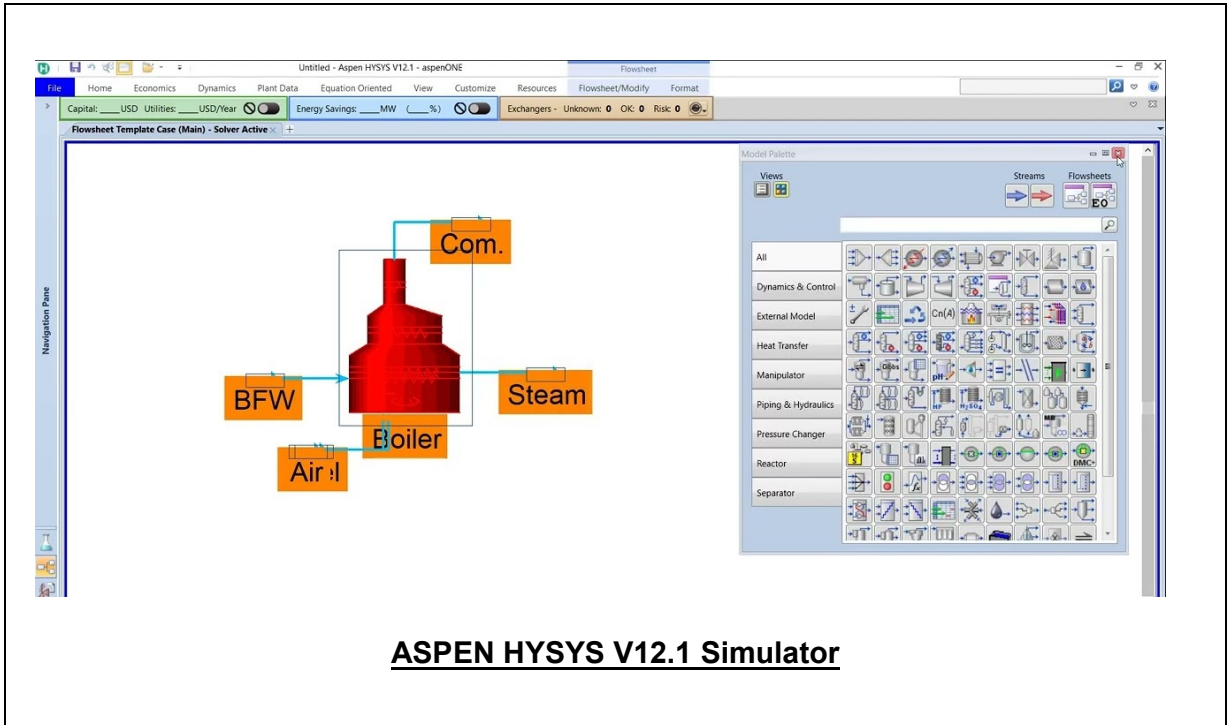 Untitled - Aspen HYSYS V12.1 - aspenONE
Flowsheet
File Home Economics Dynamics Plant Data Equation Oriented View Customize Resources Flowsheet/Modify Format
Capital: ____USD Utilities: ____USD/Year Energy Savings: ____MW (____%) Exchangers - Unknown: 0 OK: 0 Risk: 0
Flowsheet Template Case (Main) - Solver Active
Model Palette
Views
Streams
Flowsheets
EO
Com.
All
Dynamics & Control
External Model
Cn(A)
Heat Transfer
Manipulator
pH
Piping & Hydraulics
HF
H₂SO₄
Pressure Changer
Reactor
DMC+
Separator
Navigation Pane
BFW
Steam
Boiler
Air
ASPEN HYSYS V12.1 Simulator